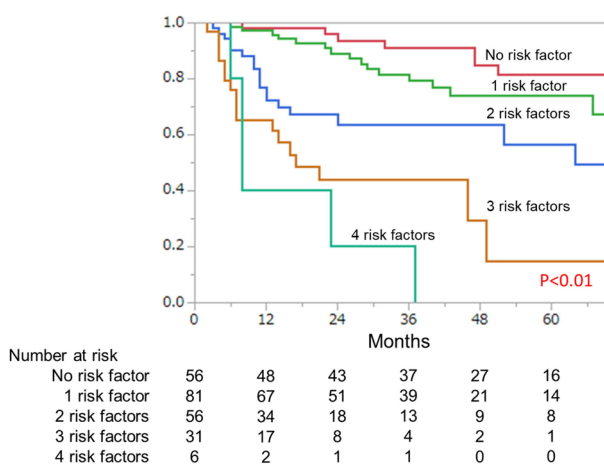 1.0
No risk factor
0.8
1 risk factor
2 risk factors
0.6
0.4
3 risk factors
4 risk factors
0.2
P<0.01
0.0
0 12 24 36 48 60
Months
Number at risk
No risk factor 56 48 43 37 27 16
1 risk factor 81 67 51 39 21 14
2 risk factors 56 34 18 13 9 8
3 risk factors 31 17 8 4 2 1
4 risk factors 6 2 1 1 0 0